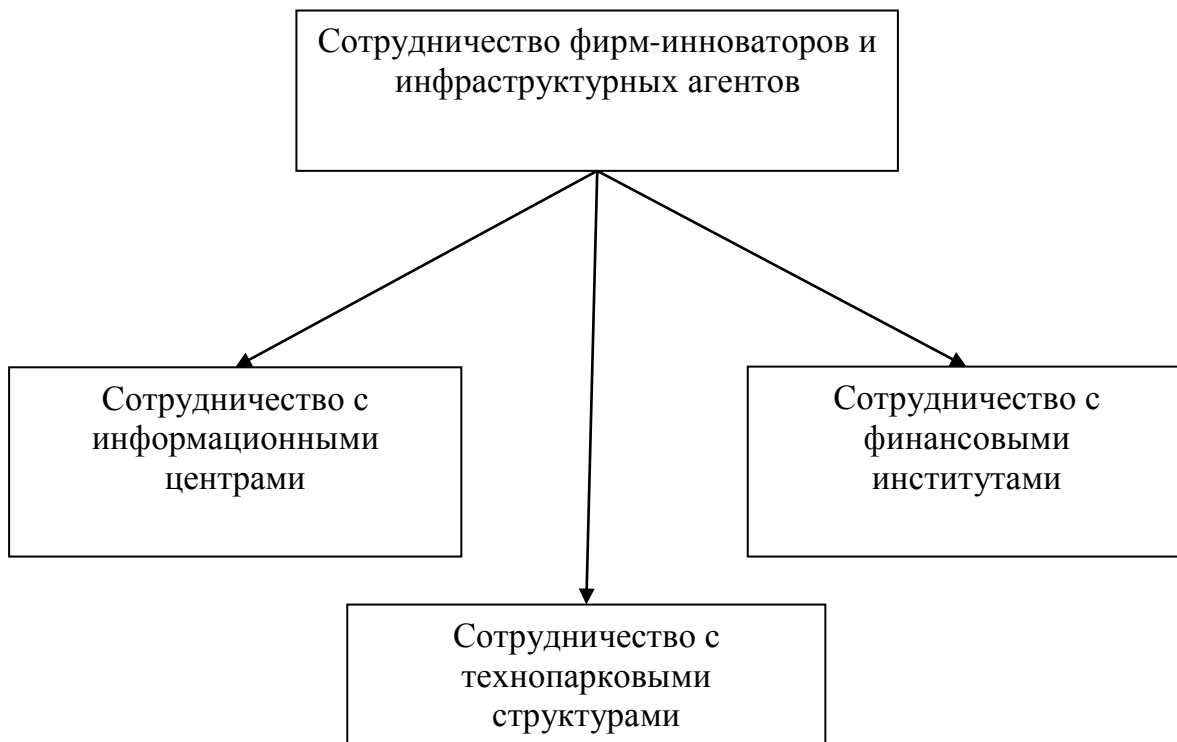 Сотрудничество фирм-инноваторов и
инфраструктурных агентов
Сотрудничество с
информационными
центрами
Сотрудничество с
финансовыми
институтами
Сотрудничество с
технопарковыми
структурами